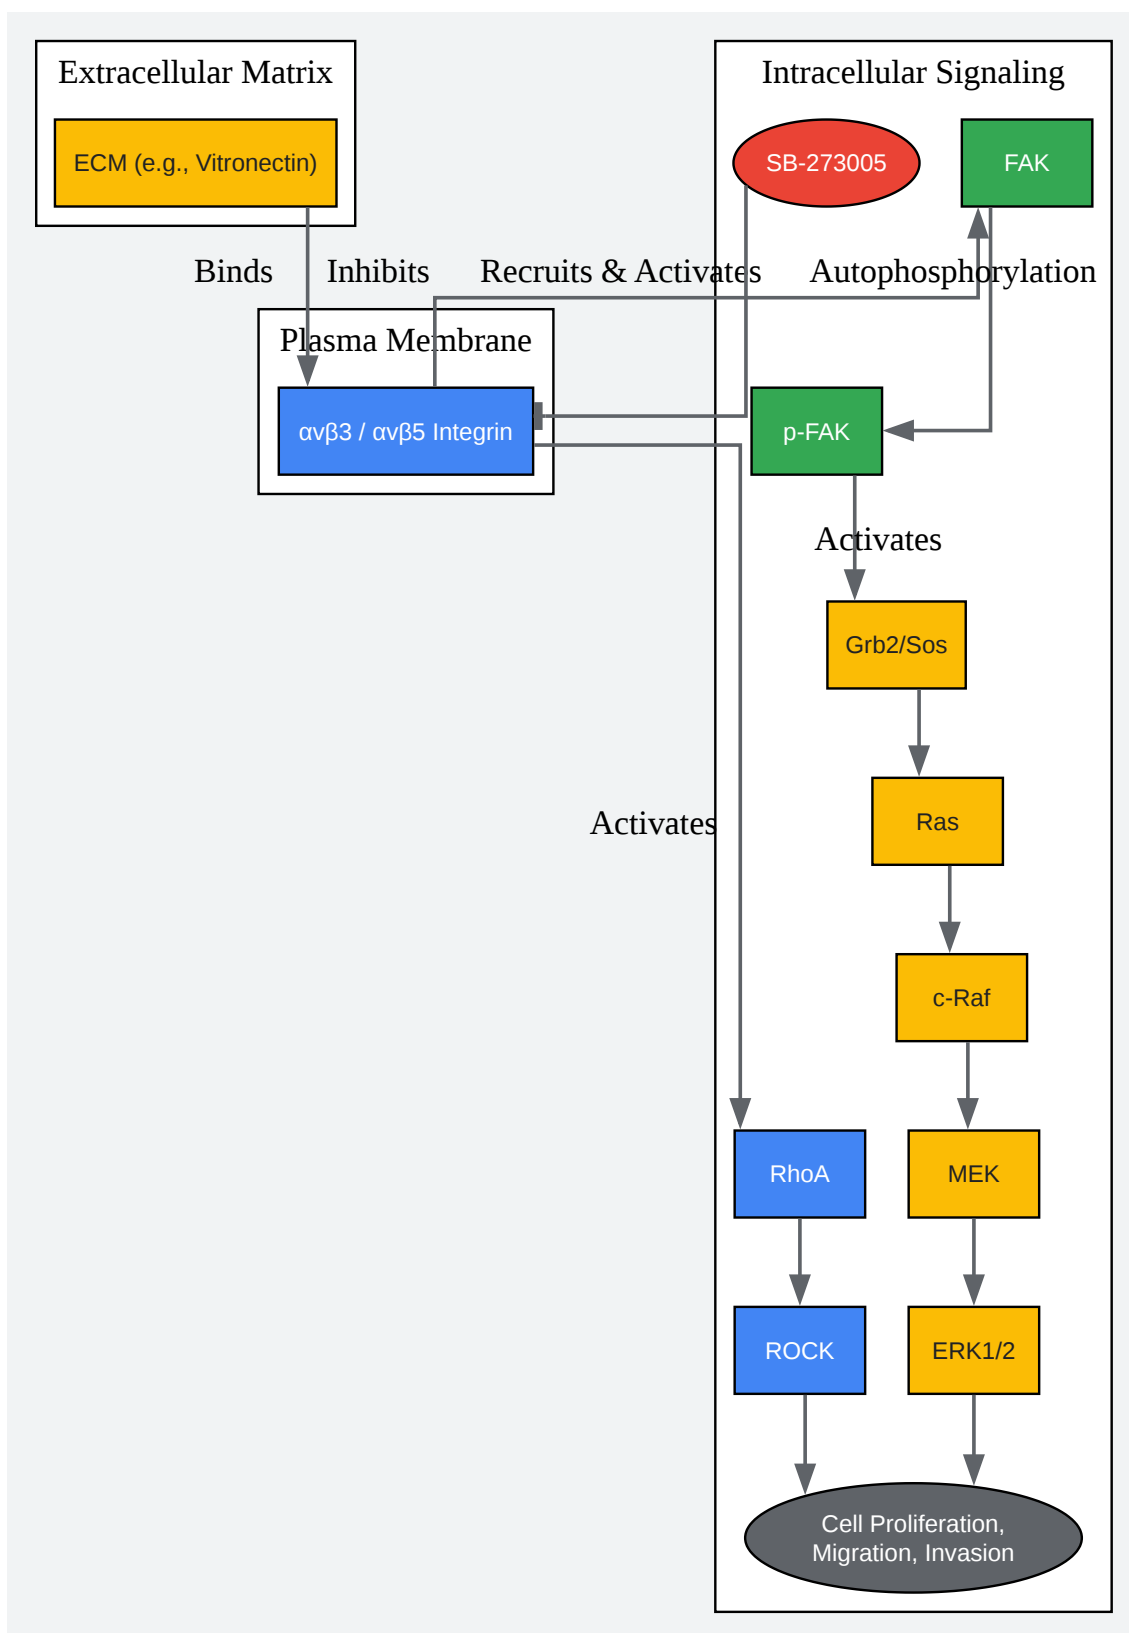 Extracellular Matrix
Intracellular Signaling
ECM (e.g., Vitronectin)
SB-273005
FAK
Binds
Inhibits
Recruits & Activates
Autophosphorylation
Plasma Membrane
αvβ3 / αvβ5 Integrin
p-FAK
Activates
Grb2/Sos
Ras
Activates
c-Raf
RhoA
MEK
ROCK
ERK1/2
Cell Proliferation,
Migration, Invasion